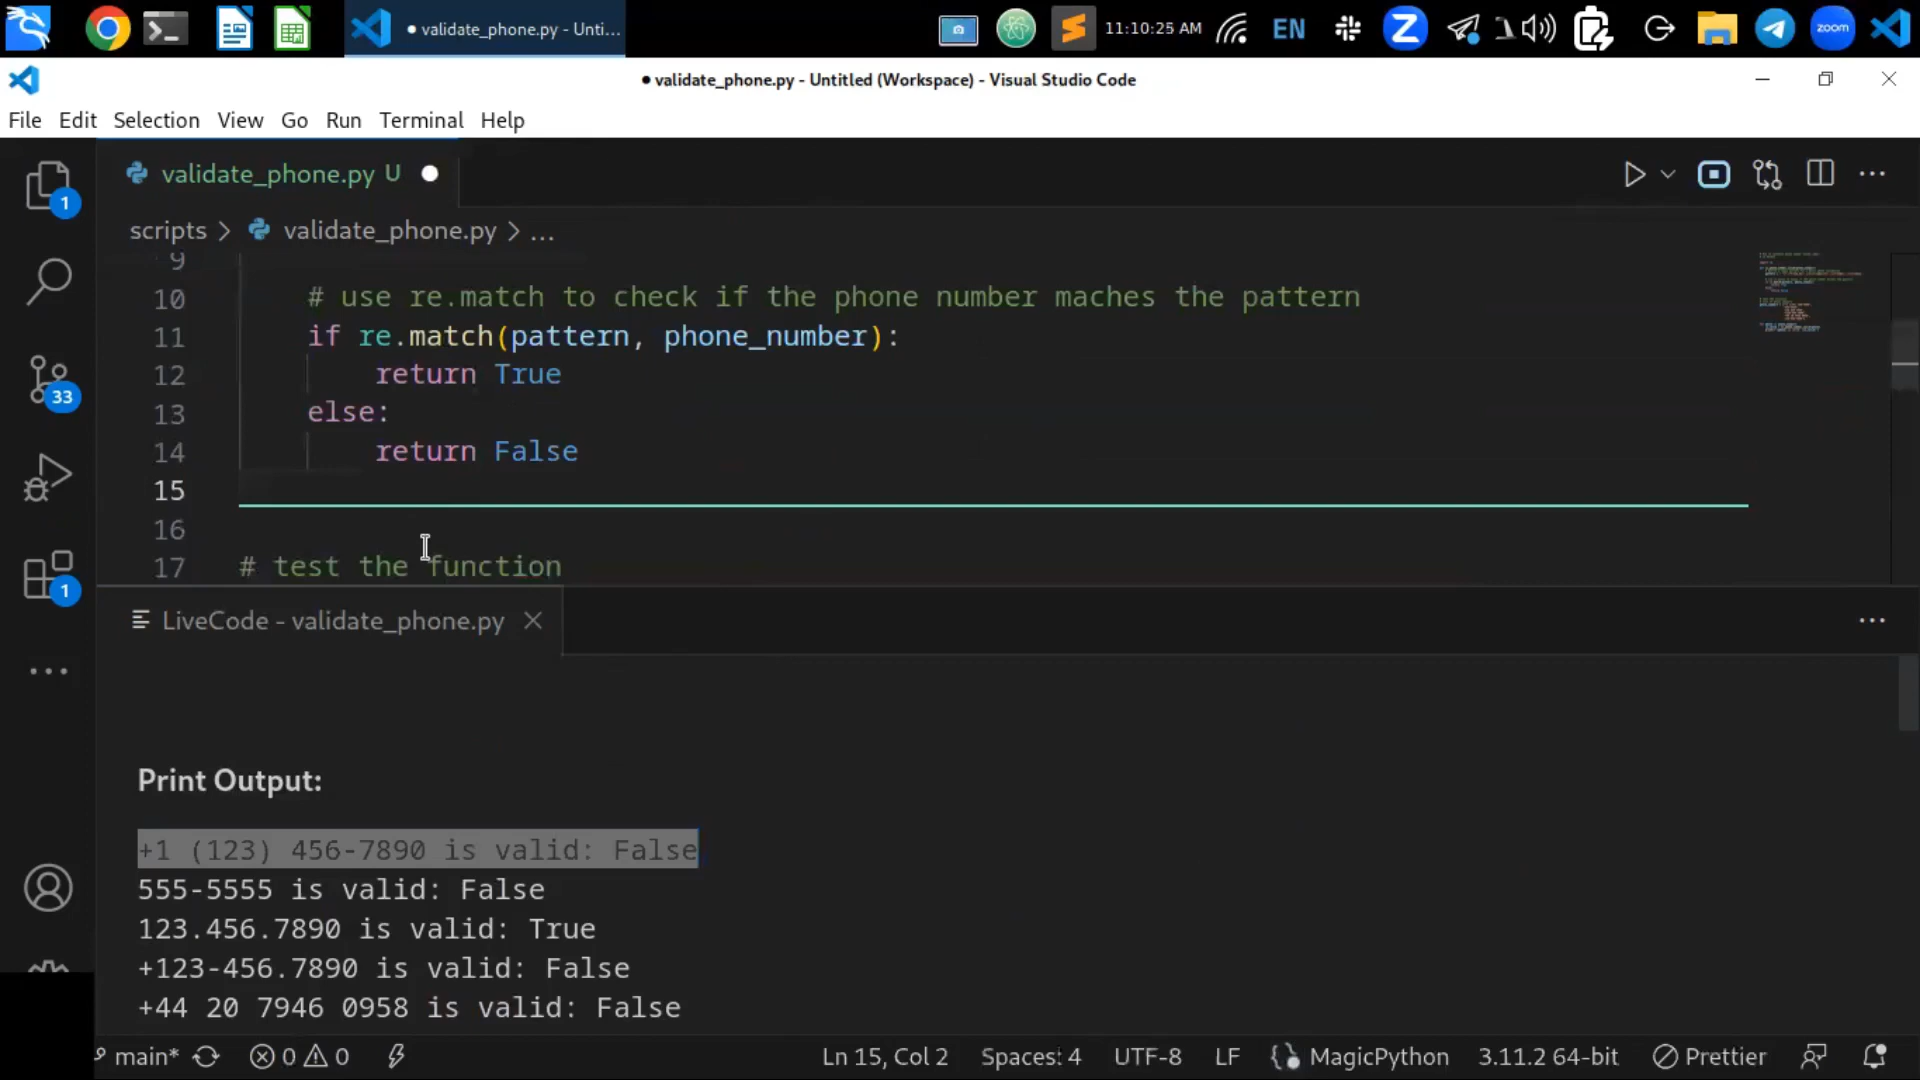 validate_phone.py - Unti...
11:10:25 AM
EN
Z
zoom
validate_phone.py - Untitled (Workspace) - Visual Studio Code
File Edit Selection View Go Run Terminal Help
validate_phone.py U
1
scripts > validate_phone.py > ...
9
10 # use re.match to check if the phone number maches the pattern
11 if re.match(pattern, phone_number):
12 return True
33
13 else:
14 return False
15
16
17 # test the function
1
LiveCode - validate_phone.py
Print Output:
+1 (123) 456-7890 is valid: False
555-5555 is valid: False
123.456.7890 is valid: True
+123-456.7890 is valid: False
+44 20 7946 0958 is valid: False
main* 0 0 Ln 15, Col 2 Spaces: 4 UTF-8 LF MagicPython 3.11.2 64-bit Prettier